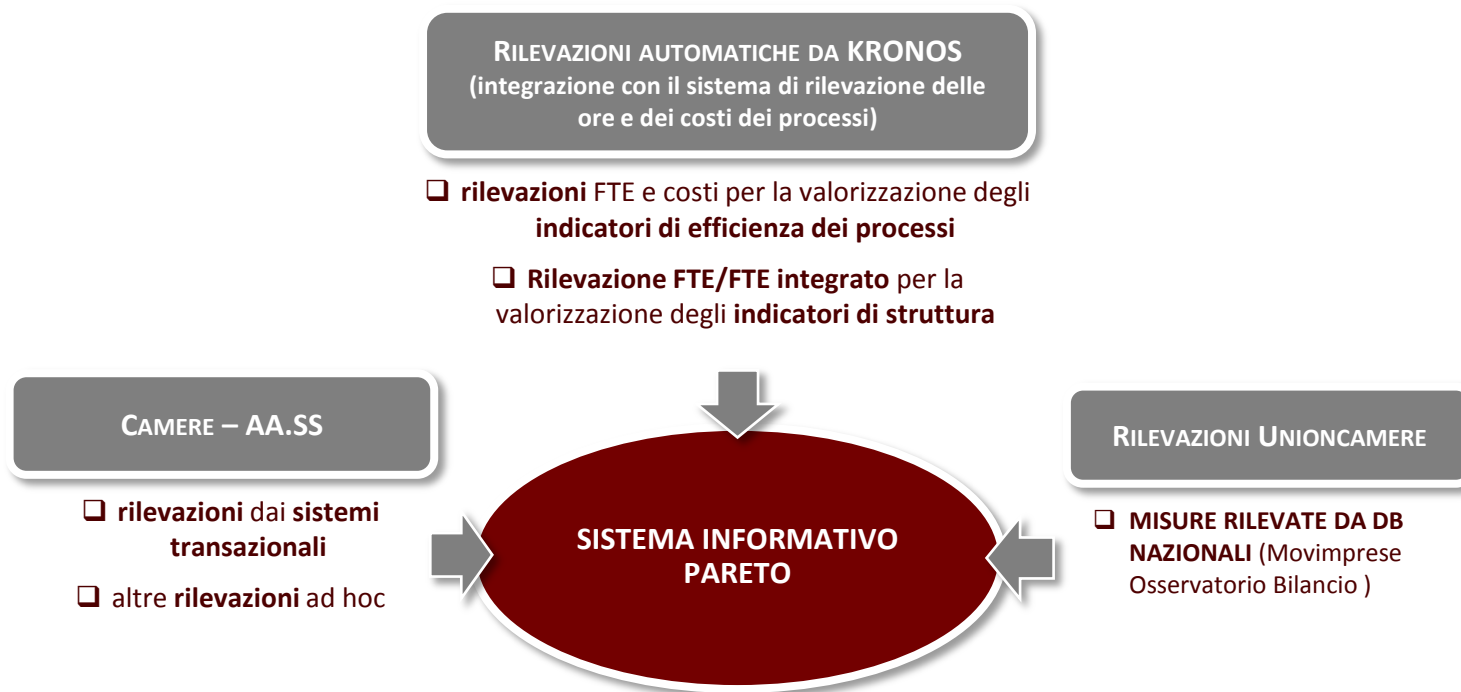 RILEVAZIONI AUTOMATICHE DA KRONOS
(integrazione con il sistema di rilevazione delle
ore e dei costi dei processi)
❑ rilevazioni FTE e costi per la valorizzazione degli
indicatori di efficienza dei processi
❑ Rilevazione FTE/FTE integrato per la
valorizzazione degli indicatori di struttura
CAMERE – AA.SS
❑ rilevazioni dai sistemi
transazionali
❑ altre rilevazioni ad hoc
SISTEMA INFORMATIVO
PARETO
RILEVAZIONI UNIONCAMERE
❑ MISURE RILEVATE DA DB
NAZIONALI (Movimprese
Osservatorio Bilancio )